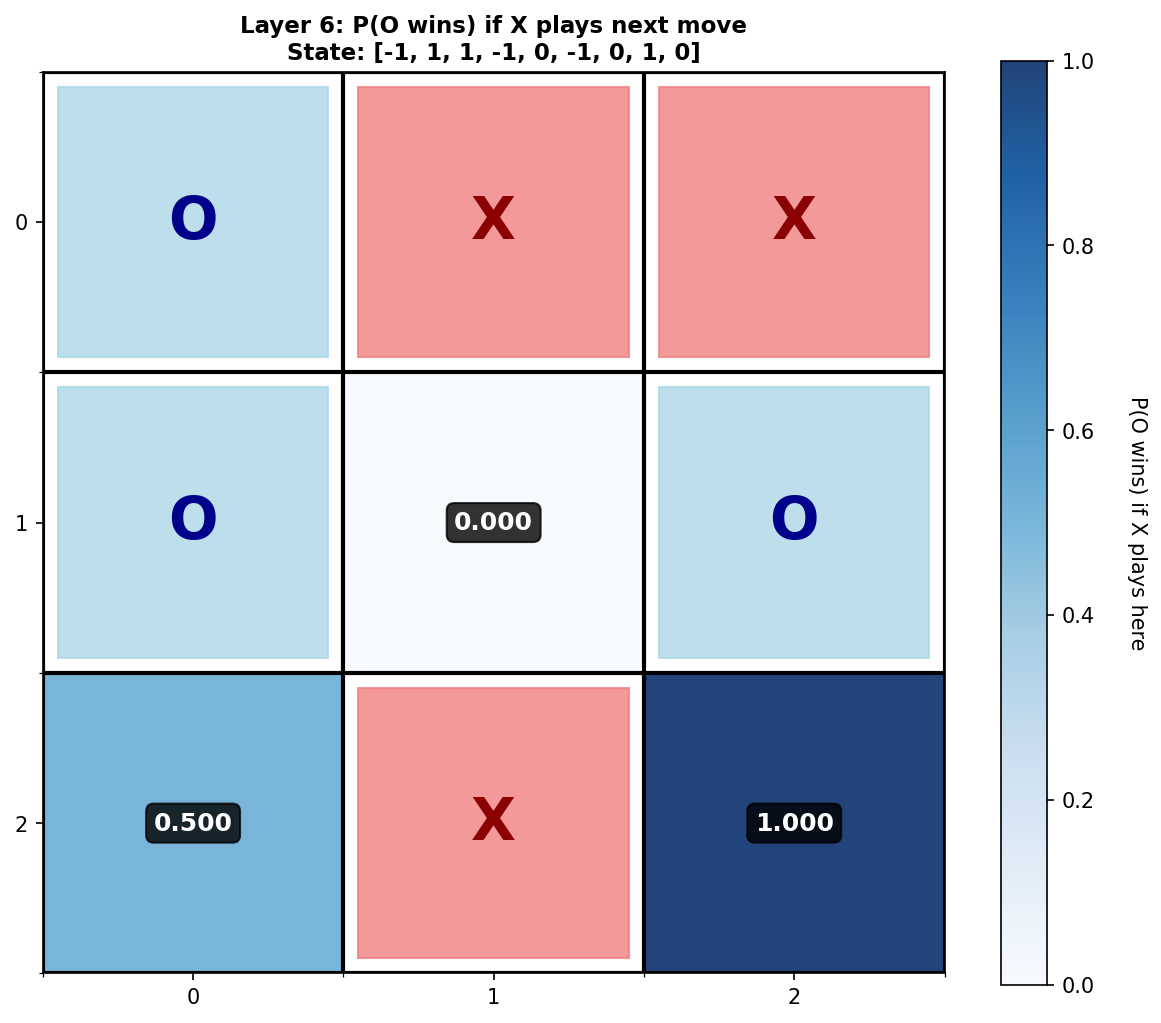 Layer 6: P(O wins) if X plays next move
State: [-1, 1, 1, -1, 0, -1, 0, 1, 0]
0
O
X
X
1
O
0.000
O
2
0.500
X
1.000
0
1
2
1.0
0.8
0.6
0.4
0.2
0.0
P(O wins) if X plays here